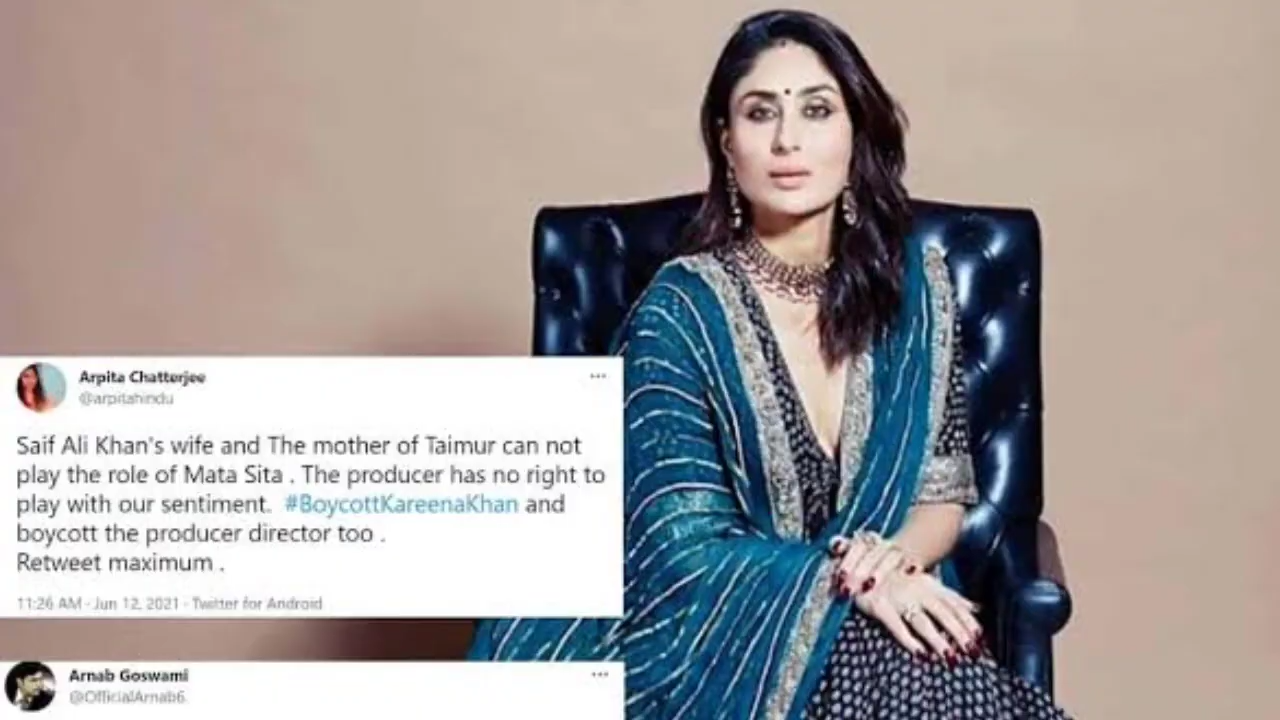 Arpita Chatterjee
@arpitahindu
Saif Ali Khan's wife and The mother of Taimur can not
play the role of Mata Sita . The producer has no right to
play with our sentiment. #BoycottKareenaKhan and
boycott the producer director too .
Retweet maximum .
11:26 AM · Jun 12, 2021 · Twitter for Android
Arnab Goswami
@OfficialArnab6